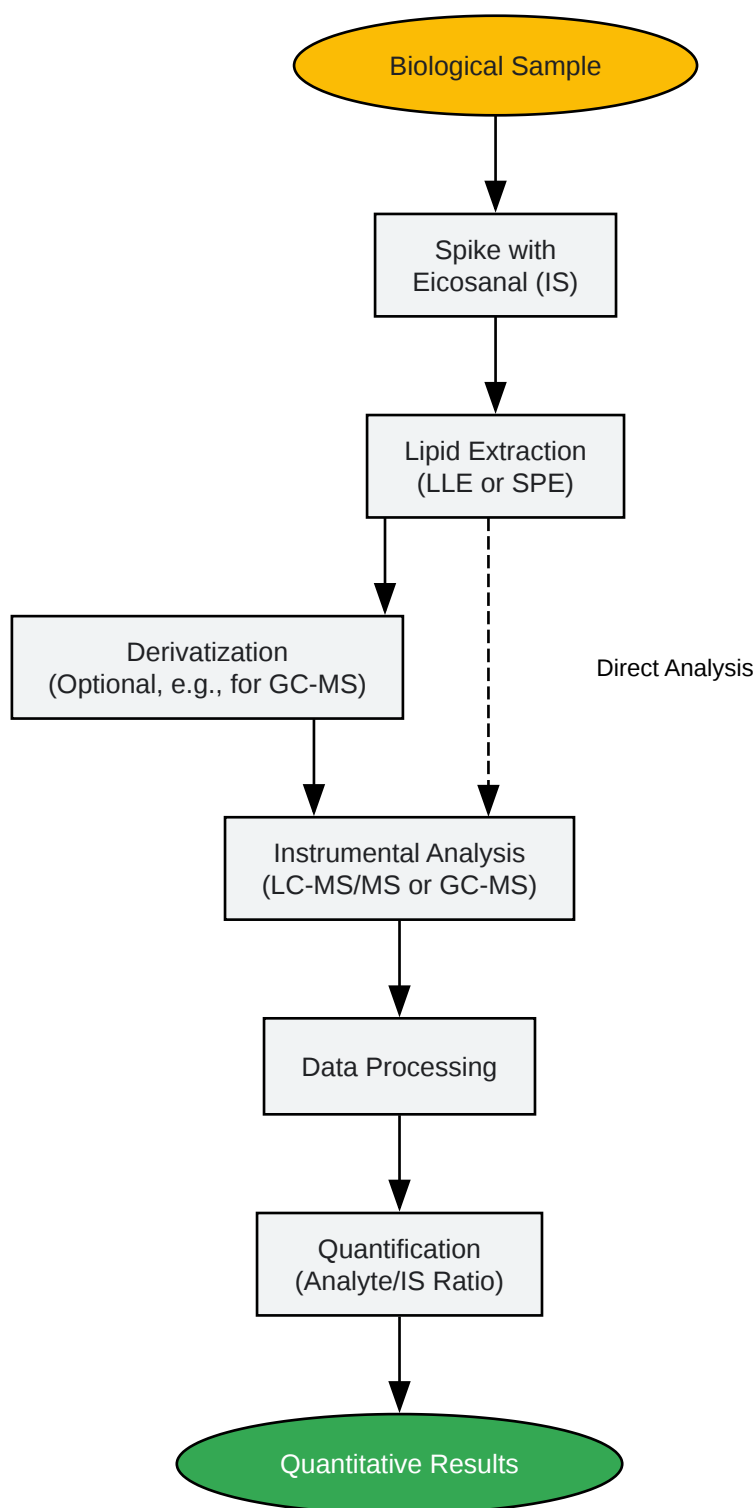 Biological Sample
Spike with
Eicosanal (IS)
Lipid Extraction
(LLE or SPE)
Derivatization
(Optional, e.g., for GC-MS)
Direct Analysis
Instrumental Analysis
(LC-MS/MS or GC-MS)
Data Processing
Quantification
(Analyte/IS Ratio)
Quantitative Results